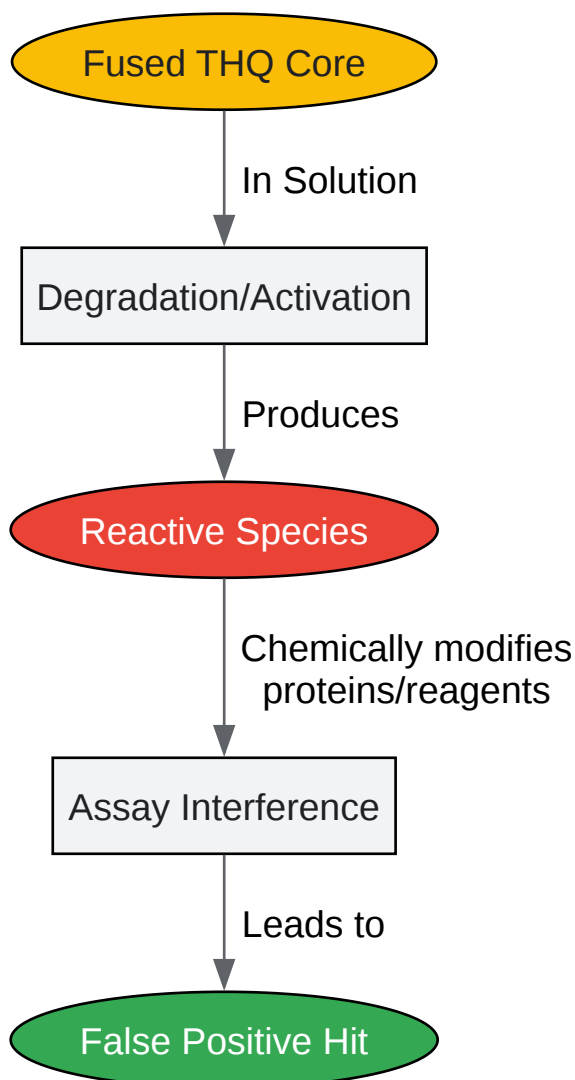 Fused THQ Core
In Solution
Degradation/Activation
Produces
Reactive Species
Chemically modifies
proteins/reagents
Assay Interference
Leads to
False Positive Hit